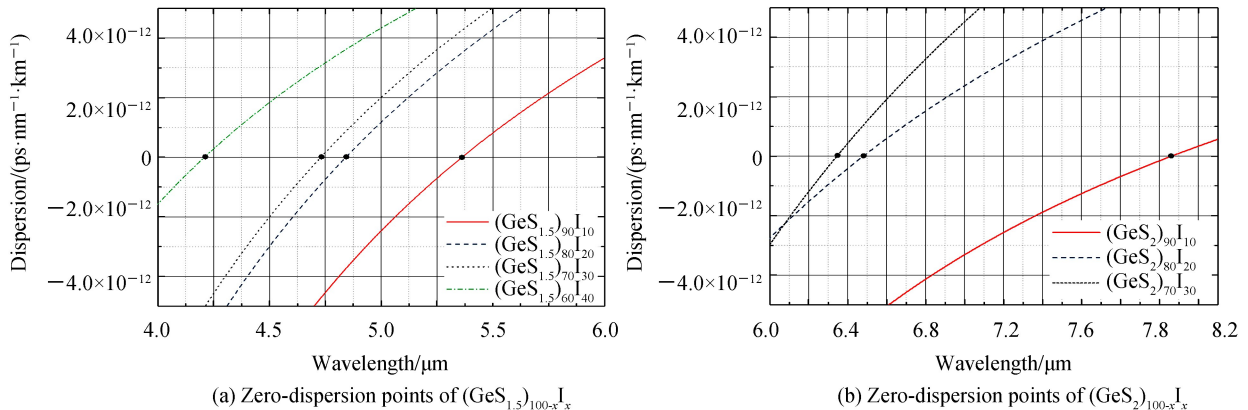 Dispersion/(ps·nm⁻¹·km⁻¹)
4.0×10⁻¹²
2.0×10⁻¹²
0
−2.0×10⁻¹²
−4.0×10⁻¹²
(GeS₁.₅)₉₀I₁₀
(GeS₁.₅)₈₀I₂₀
(GeS₁.₅)₇₀I₃₀
(GeS₁.₅)₆₀I₄₀
4.0 4.5 5.0 5.5 6.0
Wavelength/μm
(a) Zero-dispersion points of (GeS₁.₅)₁₀₀₋ₓIₓ
Dispersion/(ps·nm⁻¹·km⁻¹)
4.0×10⁻¹²
2.0×10⁻¹²
0
−2.0×10⁻¹²
−4.0×10⁻¹²
(GeS₂)₉₀I₁₀
(GeS₂)₈₀I₂₀
(GeS₂)₇₀I₃₀
6.0 6.4 6.8 7.2 7.6 7.8 8.2
Wavelength/μm
(b) Zero-dispersion points of (GeS₂)₁₀₀₋ₓIₓ